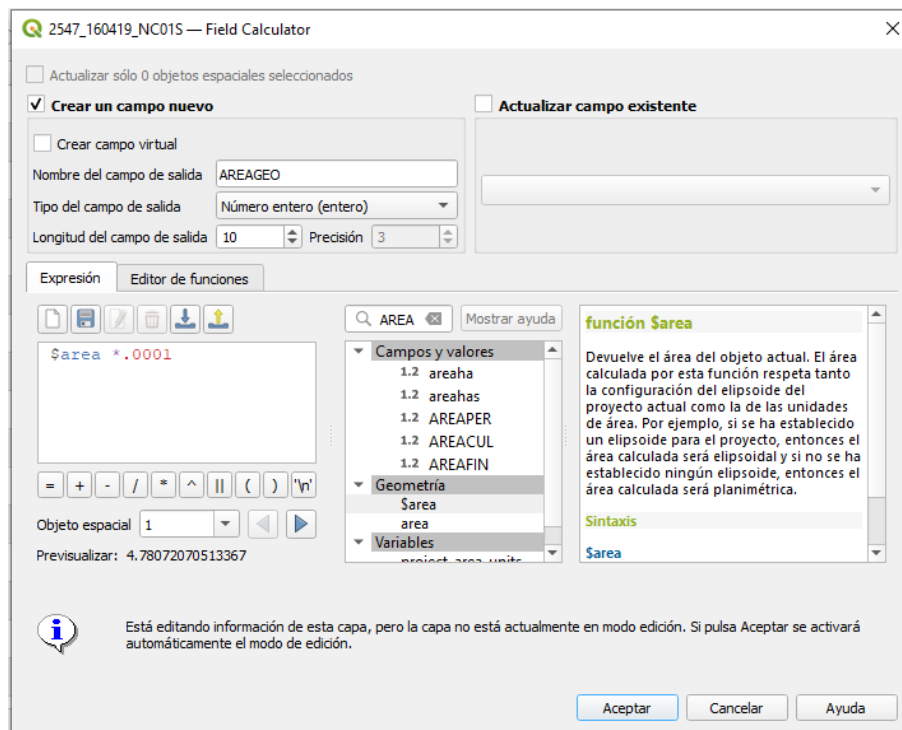 2547_160419_NC01S — Field Calculator
Actualizar sólo 0 objetos espaciales seleccionados
Crear un campo nuevo
Actualizar campo existente
Crear campo virtual
Nombre del campo de salida AREAGEO
Tipo del campo de salida Número entero (entero)
Longitud del campo de salida 10 Precisión 3
Expresión Editor de funciones
$area *.0001
= + - / * ^ || ( ) '\n'
Objeto espacial 1
Previsualizar: 4.78072070513367
AREA Mostrar ayuda
Campos y valores
1.2 areaha
1.2 areahas
1.2 AREAPER
1.2 AREACUL
1.2 AREAFIN
Geometría
$area
area
Variables
project_area_units
función $area
Devuelve el área del objeto actual. El área
calculada por esta función respeta tanto
la configuración del elipsoide del
proyecto actual como la de las unidades
de área. Por ejemplo, si se ha establecido
un elipsoide para el proyecto, entonces el
área calculada será elipsoidal y si no se ha
establecido ningún elipsoide, entonces el
área calculada será planimétrica.
Sintaxis
$area
Está editando información de esta capa, pero la capa no está actualmente en modo edición. Si pulsa Aceptar se activará
automáticamente el modo de edición.
Aceptar Cancelar Ayuda